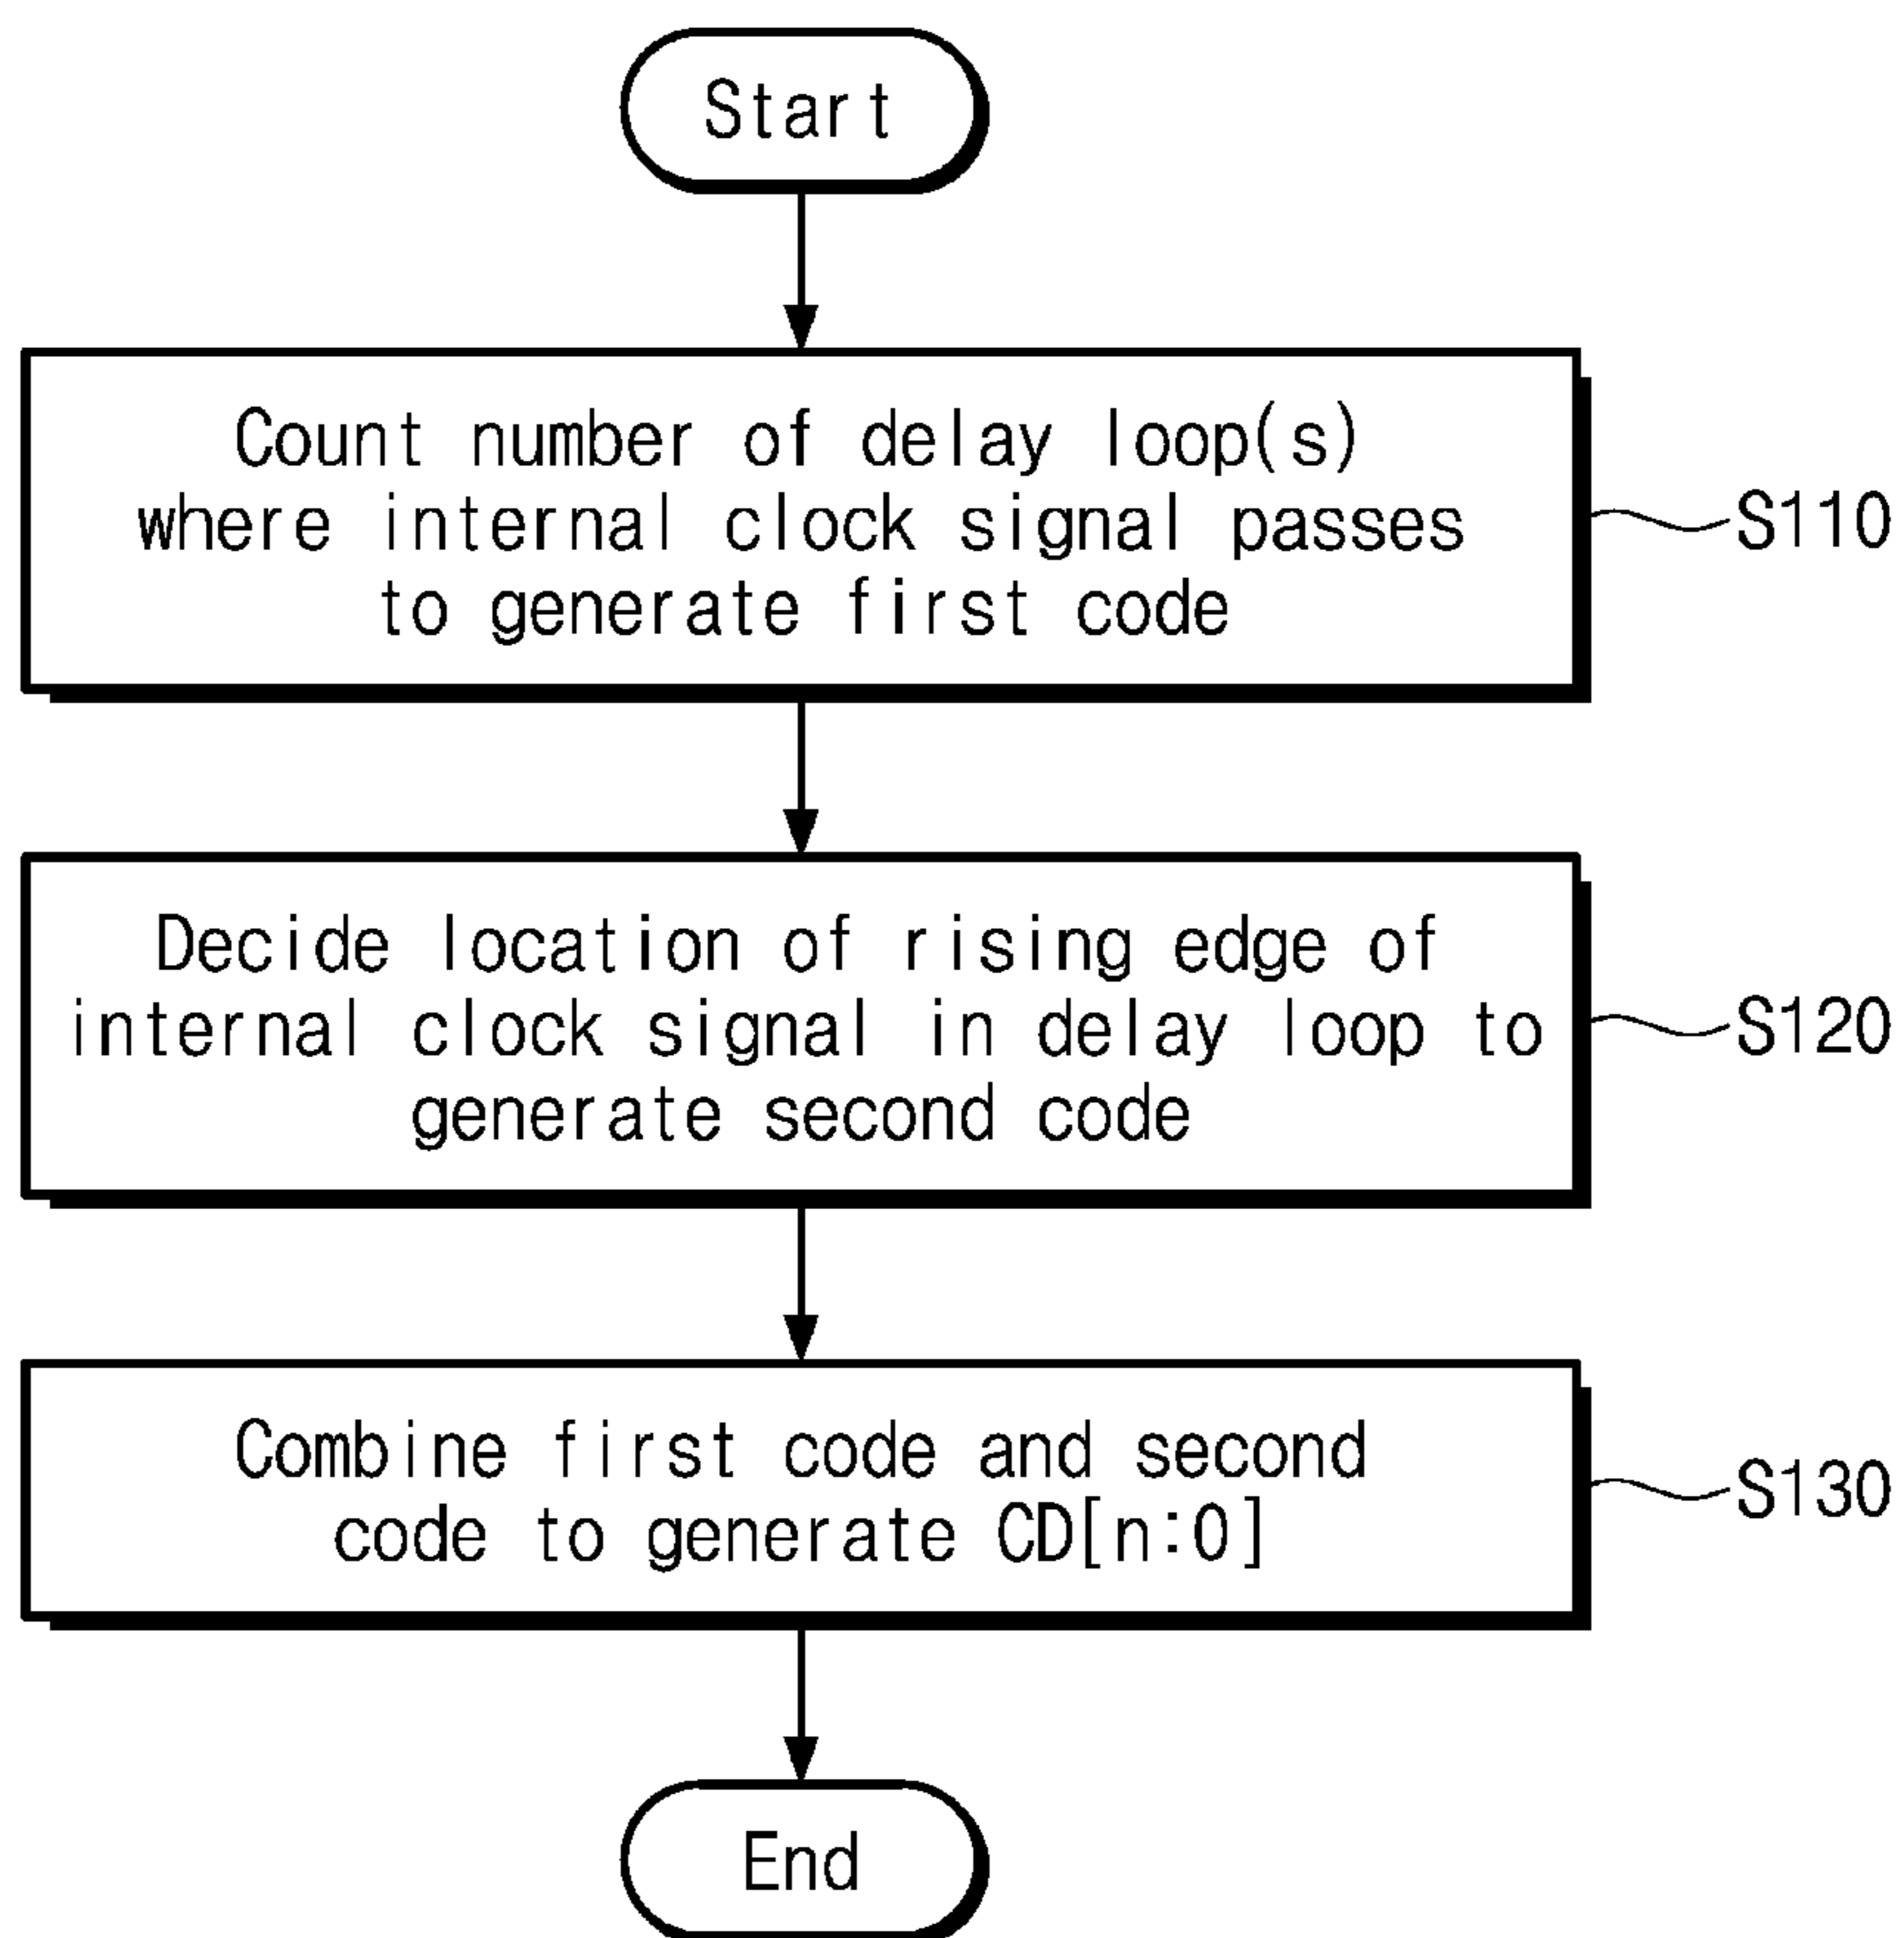 Start
Count number of delay loop(s)
where internal clock signal passes
to generate first code
S110
Decide location of rising edge of
internal clock signal in delay loop to
generate second code
S120
Combine first code and second
code to generate CD[n:0]
S130
End